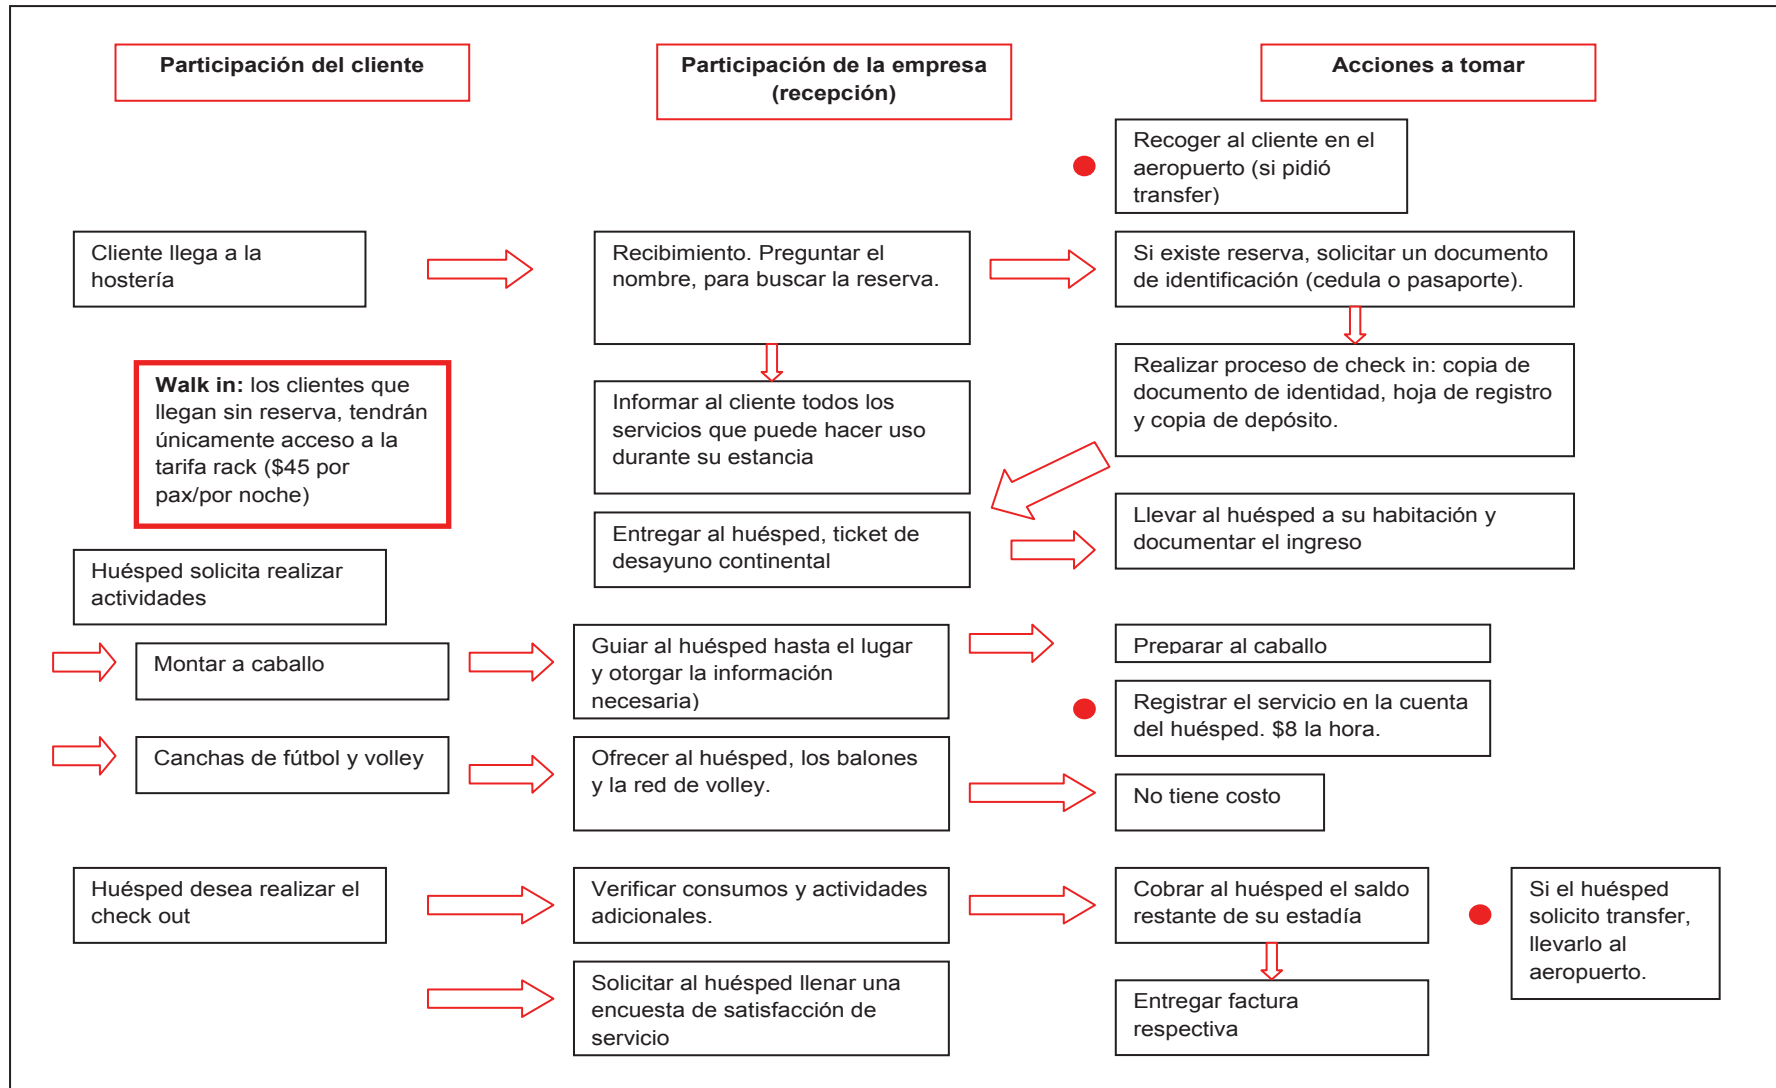 Participación del cliente
Participación de la empresa
(recepción)
Acciones a tomar
Recoger al cliente en el
aeropuerto (si pidió
transfer)
Cliente llega a la
hostería
Recibimiento. Preguntar el
nombre, para buscar la reserva.
Si existe reserva, solicitar un documento
de identificación (cedula o pasaporte).
Walk in: los clientes que
llegan sin reserva, tendrán
únicamente acceso a la
tarifa rack ($45 por
pax/por noche)
Informar al cliente todos los
servicios que puede hacer uso
durante su estancia
Realizar proceso de check in: copia de
documento de identidad, hoja de registro
y copia de depósito.
Entregar al huésped, ticket de
desayuno continental
Llevar al huésped a su habitación y
documentar el ingreso
Huésped solicita realizar
actividades
Montar a caballo
Guiar al huésped hasta el lugar
y otorgar la información
necesaria)
Preparar al caballo
Registrar el servicio en la cuenta
del huésped. $8 la hora.
Canchas de fútbol y volley
Ofrecer al huésped, los balones
y la red de volley.
No tiene costo
Huésped desea realizar el
check out
Verificar consumos y actividades
adicionales.
Cobrar al huésped el saldo
restante de su estadía
Si el huésped
solicito transfer,
llevarlo al
aeropuerto.
Solicitar al huésped llenar una
encuesta de satisfacción de
servicio
Entregar factura
respectiva